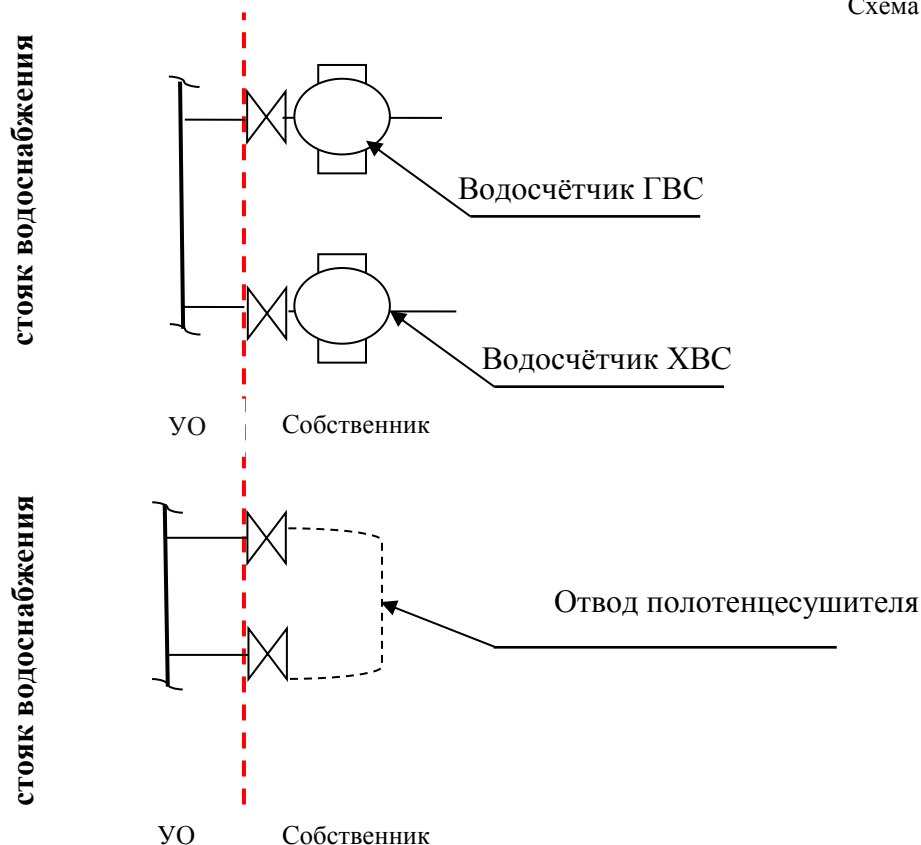 Схема
стояк водоснабжения
Водосчётчик ГВС
Водосчётчик ХВС
УО
Собственник
стояк водоснабжения
Отвод полотенцесушителя
УО
Собственник